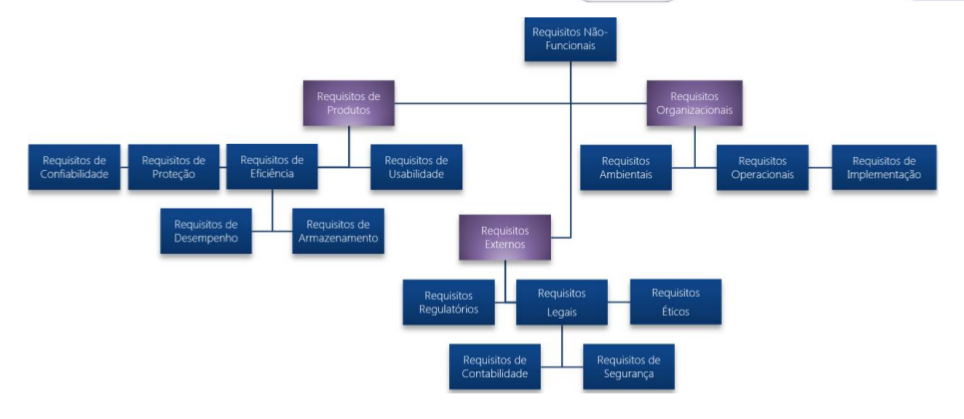 Requisitos Não-
Funcionais
Requisitos de
Produtos
Requisitos
Organizacionais
Requisitos de
Confiabilidade
Requisitos de
Proteção
Requisitos de
Eficiência
Requisitos de
Usabilidade
Requisitos
Ambientais
Requisitos
Operacionais
Requisitos de
Implementação
Requisitos de
Desempenho
Requisitos de
Armazenamento
Requisitos
Externos
Requisitos
Regulatórios
Requisitos
Legais
Requisitos
Éticos
Requisitos de
Contabilidade
Requisitos de
Segurança